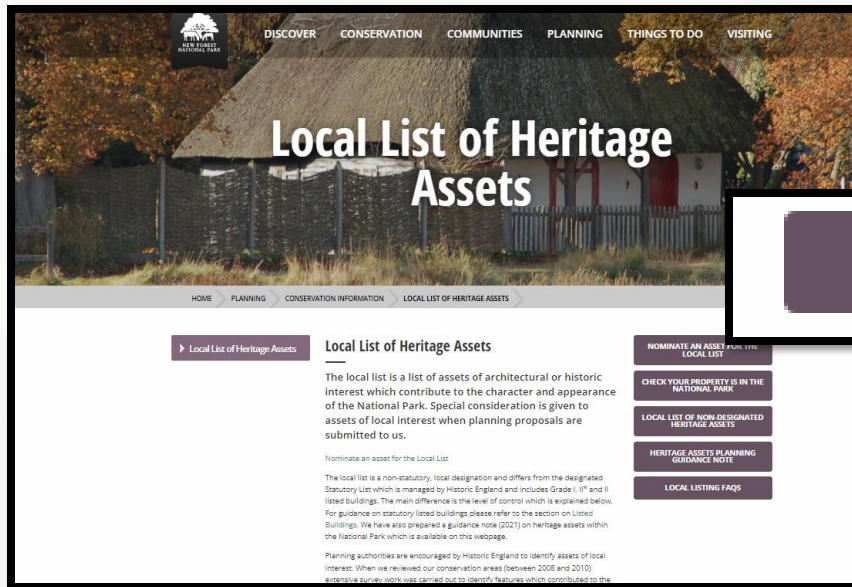 NEW FOREST
NATIONAL PARK
DISCOVER CONSERVATION COMMUNITIES PLANNING THINGS TO DO VISITING
Local List of Heritage
Assets
HOME PLANNING CONSERVATION INFORMATION LOCAL LIST OF HERITAGE ASSETS
Local List of Heritage Assets
Local List of Heritage Assets
The local list is a list of assets of architectural or historic
interest which contribute to the character and appearance
of the National Park. Special consideration is given to
assets of local interest when planning proposals are
submitted to us.
Nominate an asset for the Local List
The local list is a non-statutory, local designation and differs from the designated
Statutory List which is managed by Historic England and includes Grade I, II* and II
listed buildings. The main difference is the level of control which is explained below.
For guidance on statutory listed buildings please refer to the section on Listed
Buildings. We have also prepared a guidance note (2021) on heritage assets within
the National Park which is available on this webpage.
Planning authorities are encouraged by Historic England to identify assets of local
interest. When we reviewed our conservation areas (between 2008 and 2010)
extensive survey work was carried out to identify features which contributed to the
NOMINATE AN ASSET FOR THE
LOCAL LIST
CHECK YOUR PROPERTY IS IN THE
NATIONAL PARK
LOCAL LIST OF NON-DESIGNATED
HERITAGE ASSETS
HERITAGE ASSETS PLANNING
GUIDANCE NOTE
LOCAL LISTING FAQS